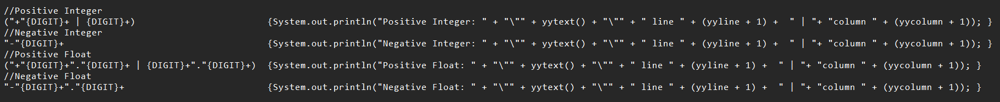 //Positive Integer
("+"{DIGIT}+ | {DIGIT}+)                        {System.out.println("Positive Integer: " + "\"" + yytext() + "\"" + " line " + (yyline + 1) +  " | "+ "column " + (yycolumn + 1)); }
//Negative Integer
"-"{DIGIT}+                                     {System.out.println("Negative Integer: " + "\"" + yytext() + "\"" + " line " + (yyline + 1) +  " | "+ "column " + (yycolumn + 1)); }
//Positive Float
("+"{DIGIT}+"."{DIGIT}+ | {DIGIT}+"."{DIGIT}+)  {System.out.println("Positive Float: " + "\"" + yytext() + "\"" + " line " + (yyline + 1) +  " | "+ "column " + (yycolumn + 1)); }
//Negative Float
"-"{DIGIT}+"."{DIGIT}+                          {System.out.println("Negative Float: " + "\"" + yytext() + "\"" + " line " + (yyline + 1) +  " | "+ "column " + (yycolumn + 1)); }